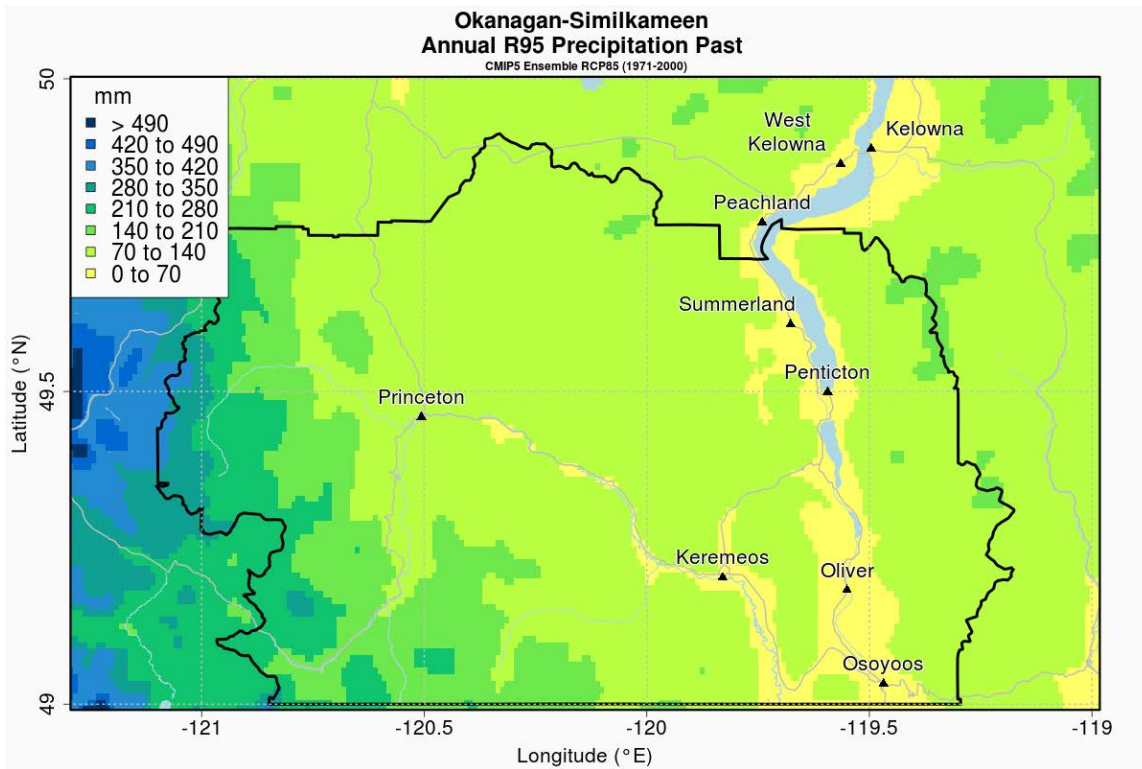 Okanagan-Similkameen
Annual R95 Precipitation Past
CMIP5 Ensemble RCP85 (1971-2000)
mm
> 490
420 to 490
350 to 420
280 to 350
210 to 280
140 to 210
70 to 140
0 to 70
West
Kelowna
Kelowna
Peachland
Summerland
Penticton
Princeton
Keremeos
Oliver
Osoyoos
50
49.5
49
Latitude (°N)
-121
-120.5
-120
-119.5
-119
Longitude (°E)